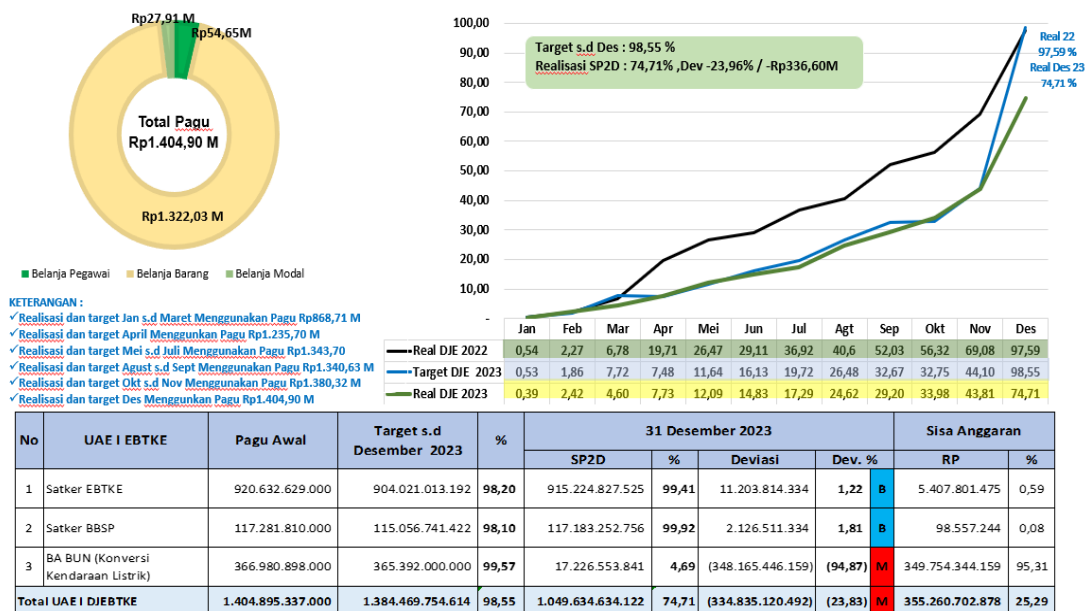 Rp27,91 M
Rp54,65M
Total Pagu
Rp1.404,90 M
Rp1.322,03 M
Belanja Pegawai Belanja Barang Belanja Modal
KETERANGAN :
✓Realisasi dan target Jan s.d Maret Menggunakan Pagu Rp868,71 M
✓Realisasi dan target April Menggunkan Pagu Rp1.235,70 M
✓Realisasi dan target Mei s.d Juli Menggunakan Pagu Rp1.343,70
✓Realisasi dan target Agust s.d Sept Menggunakan Pagu Rp1.340,63 M
✓Realisasi dan target Okt s.d Nov Menggunakan Pagu Rp1.380,32 M
✓Realisasi dan target Des Menggunkan Pagu Rp1.404,90 M
Target s.d Des : 98,55 %
Realisasi SP2D : 74,71% ,Dev -23,96% / -Rp336,60M
Real 22
97,59 %
Real Des 23
74,71 %
100,00
90,00
80,00
70,00
60,00
50,00
40,00
30,00
20,00
10,00
-
Jan Feb Mar Apr Mei Jun Jul Agt Sep Okt Nov Des
Real DJE 2022 0,54 2,27 6,78 19,71 26,47 29,11 36,92 40,6 52,03 56,32 69,08 97,59
Target DJE 2023 0,53 1,86 7,72 7,48 11,64 16,13 19,72 26,48 32,67 32,75 44,10 98,55
Real DJE 2023 0,39 2,42 4,60 7,73 12,09 14,83 17,29 24,62 29,20 33,98 43,81 74,71
No UAE I EBTKE Pagu Awal Target s.d Desember 2023 % 31 Desember 2023 Sisa Anggaran
SP2D % Deviasi Dev. % RP %
1 Satker EBTKE 920.632.629.000 904.021.013.192 98,20 915.224.827.525 99,41 11.203.814.334 1,22 B 5.407.801.475 0,59
2 Satker BBSP 117.281.810.000 115.056.741.422 98,10 117.183.252.756 99,92 2.126.511.334 1,81 B 98.557.244 0,08
3 BA BUN (Konversi Kendaraan Listrik) 366.980.898.000 365.392.000.000 99,57 17.226.553.841 4,69 (348.165.446.159) (94,87) M 349.754.344.159 95,31
Total UAE I DJEBTKE 1.404.895.337.000 1.384.469.754.614 98,55 1.049.634.634.122 74,71 (334.835.120.492) (23,83) M 355.260.702.878 25,29